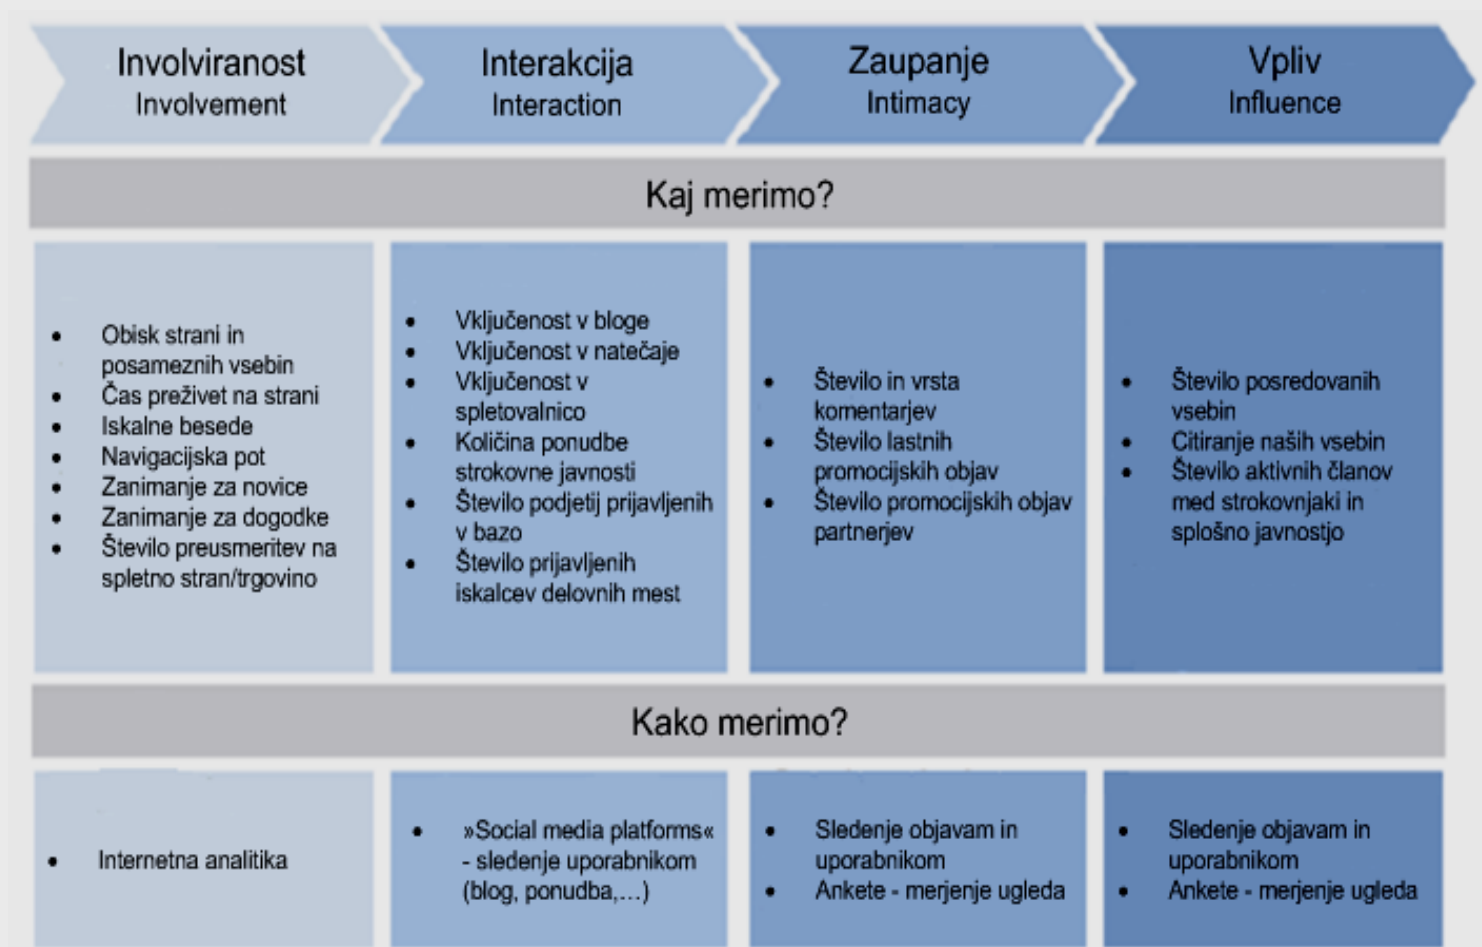 Involviranost
Involvement
Interakcija
Interaction
Zaupanje
Intimacy
Vpliv
Influence
Kaj merimo?
• Obisk strani in
posameznih vsebin
• Čas preživet na strani
• Iskalne besede
• Navigacijska pot
• Zanimanje za novice
• Zanimanje za dogodke
• Število preusmeritev na
spletno stran/trgovino
• Vključenost v bloge
• Vključenost v natečaje
• Vključenost v
spletovalnico
• Količina ponudbe
strokovne javnosti
• Število podjetij prijavljenih
v bazo
• Število prijavljenih
iskalcev delovnih mest
• Število in vrsta
komentarjev
• Število lastnih
promocijskih objav
• Število promocijskih objav
partnerjev
• Število posredovanih
vsebin
• Citiranje naših vsebin
• Število aktivnih članov
med strokovnjaki in
splošno javnostjo
Kako merimo?
• Internetna analitika
• »Social media platforms«
- sledenje uporabnikom
(blog, ponudba,...)
• Sledenje objavam in
uporabnikom
• Ankete - merjenje ugleda
• Sledenje objavam in
uporabnikom
• Ankete - merjenje ugleda